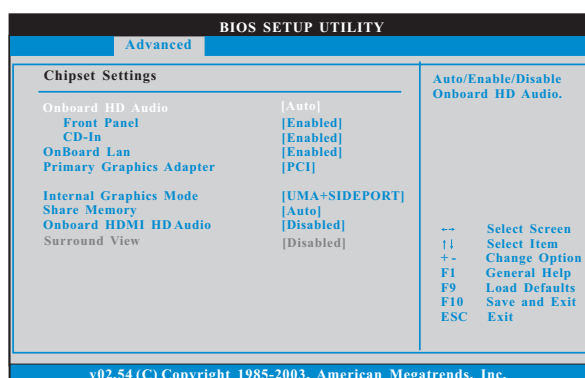 BIOS SETUP UTILITY
Advanced
Chipset Settings
Onboard HD Audio [Auto]
Front Panel [Enabled]
CD-In [Enabled]
OnBoard Lan [Enabled]
Primary Graphics Adapter [PCI]
Internal Graphics Mode [UMA+SIDEPORT]
Share Memory [Auto]
Onboard HDMI HD Audio [Disabled]
Surround View [Disabled]
Auto/Enable/Disable
Onboard HD Audio.
↔ Select Screen
↑↓ Select Item
+ - Change Option
F1 General Help
F9 Load Defaults
F10 Save and Exit
ESC Exit
v02.54 (C) Copyright 1985-2003, American Megatrends, Inc.